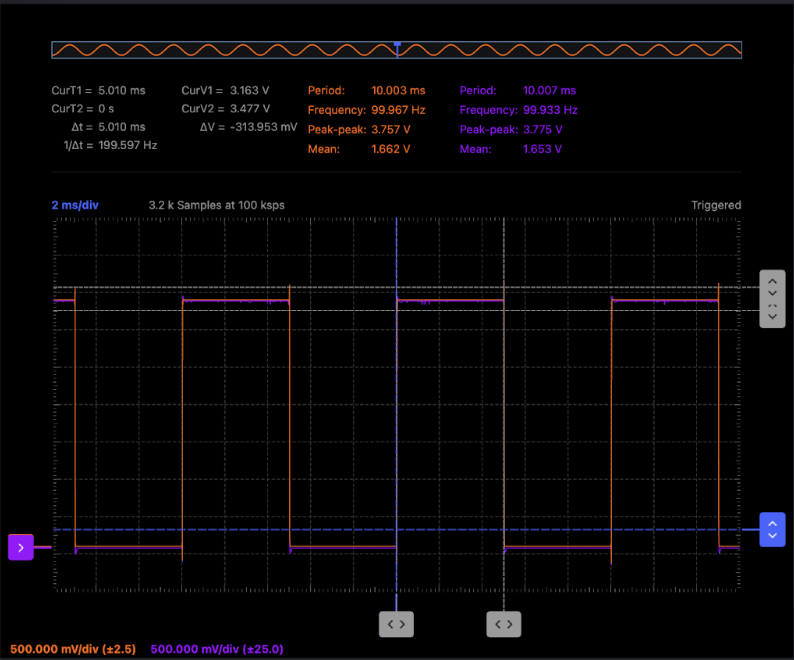 CurT1 = 5.010 ms CurV1 = 3.163 V Period: 10.003 ms Period: 10.007 ms
CurT2 = 0 s CurV2 = 3.477 V Frequency: 99.967 Hz Frequency: 99.933 Hz
Δt = 5.010 ms ΔV = -313.953 mV Peak-peak: 3.757 V Peak-peak: 3.775 V
1/Δt = 199.597 Hz Mean: 1.662 V Mean: 1.653 V
2 ms/div 3.2 k Samples at 100 ksps Triggered
500.000 mV/div (±2.5) 500.000 mV/div (±25.0)